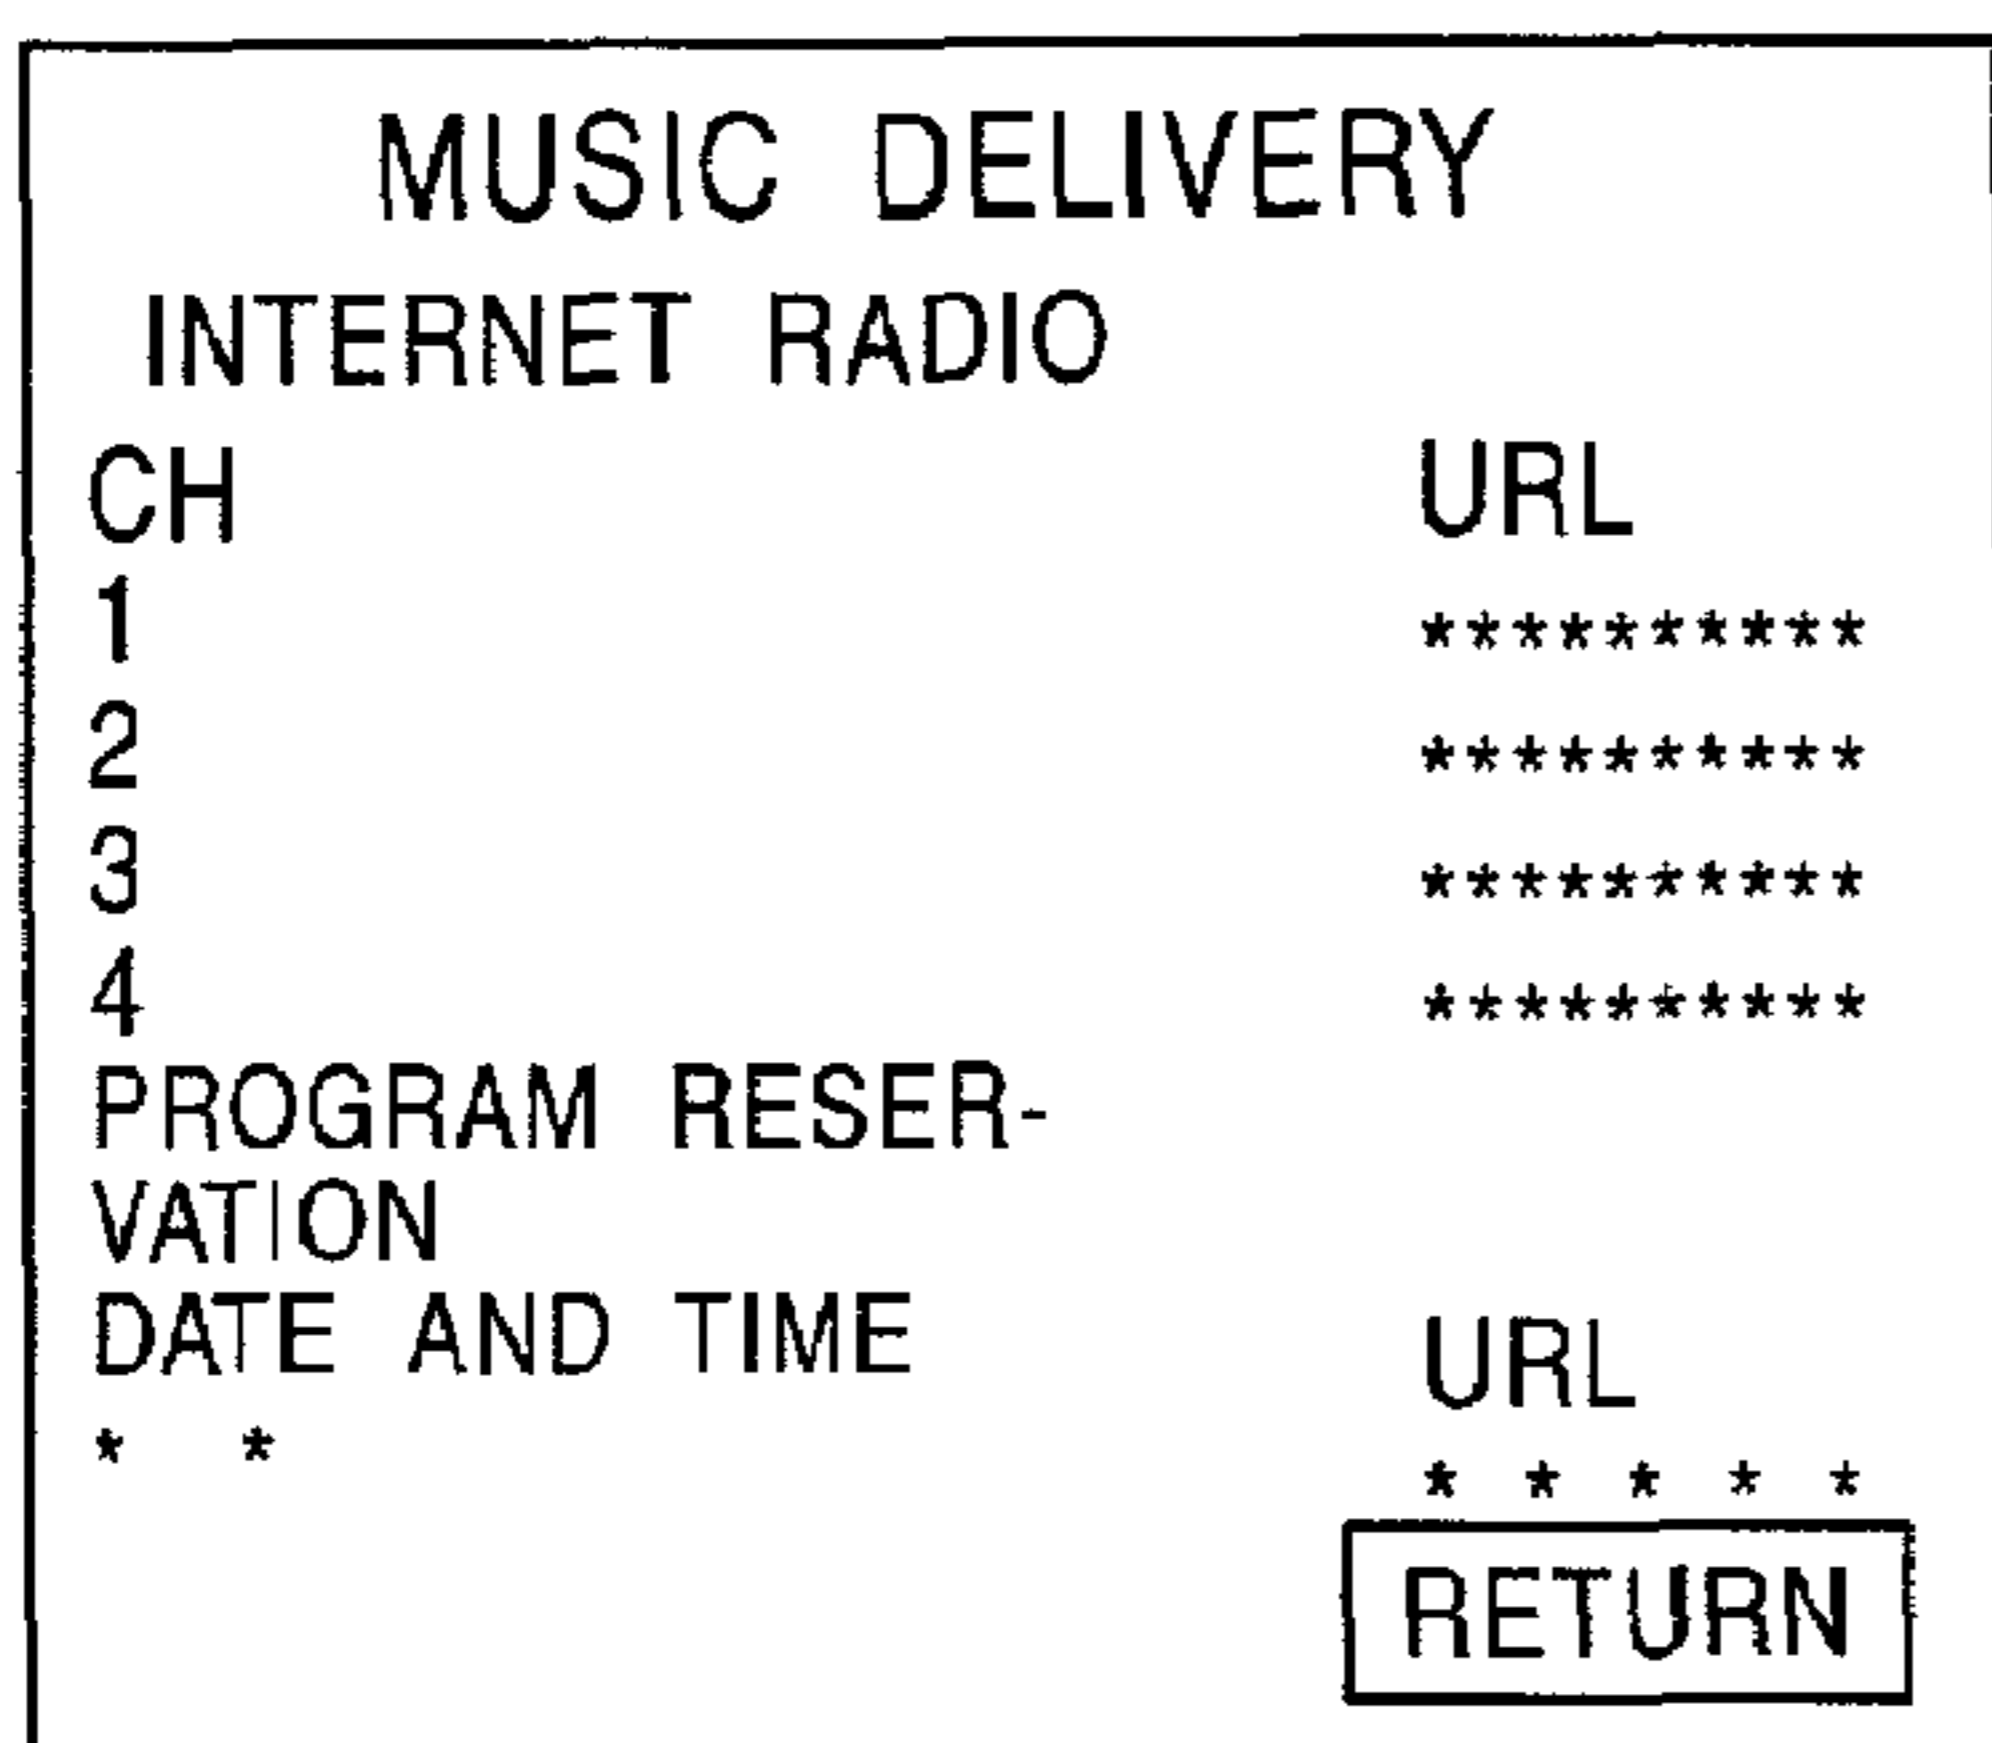 MUSIC DELIVERY
INTERNET RADIO
CH URL
1 **********
2 **********
3 **********
4 **********
PROGRAM RESER-
VATION
DATE AND TIME URL
* * * * * * *
RETURN